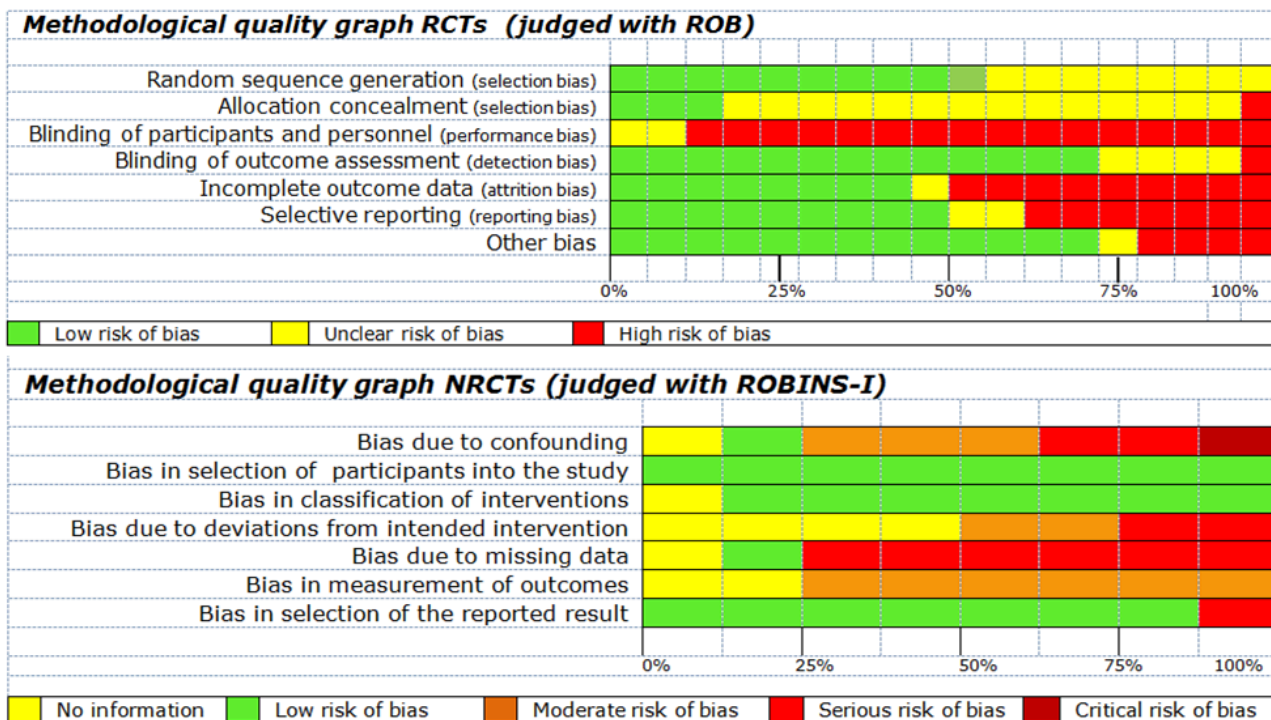 Methodological quality graph RCTs (judged with ROB)
Random sequence generation (selection bias)
Allocation concealment (selection bias)
Blinding of participants and personnel (performance bias)
Blinding of outcome assessment (detection bias)
Incomplete outcome data (attrition bias)
Selective reporting (reporting bias)
Other bias
0% 25% 50% 75% 100%
Low risk of bias Unclear risk of bias High risk of bias
Methodological quality graph NRCTs (judged with ROBINS-I)
Bias due to confounding
Bias in selection of participants into the study
Bias in classification of interventions
Bias due to deviations from intended intervention
Bias due to missing data
Bias in measurement of outcomes
Bias in selection of the reported result
0% 25% 50% 75% 100%
No information Low risk of bias Moderate risk of bias Serious risk of bias Critical risk of bias